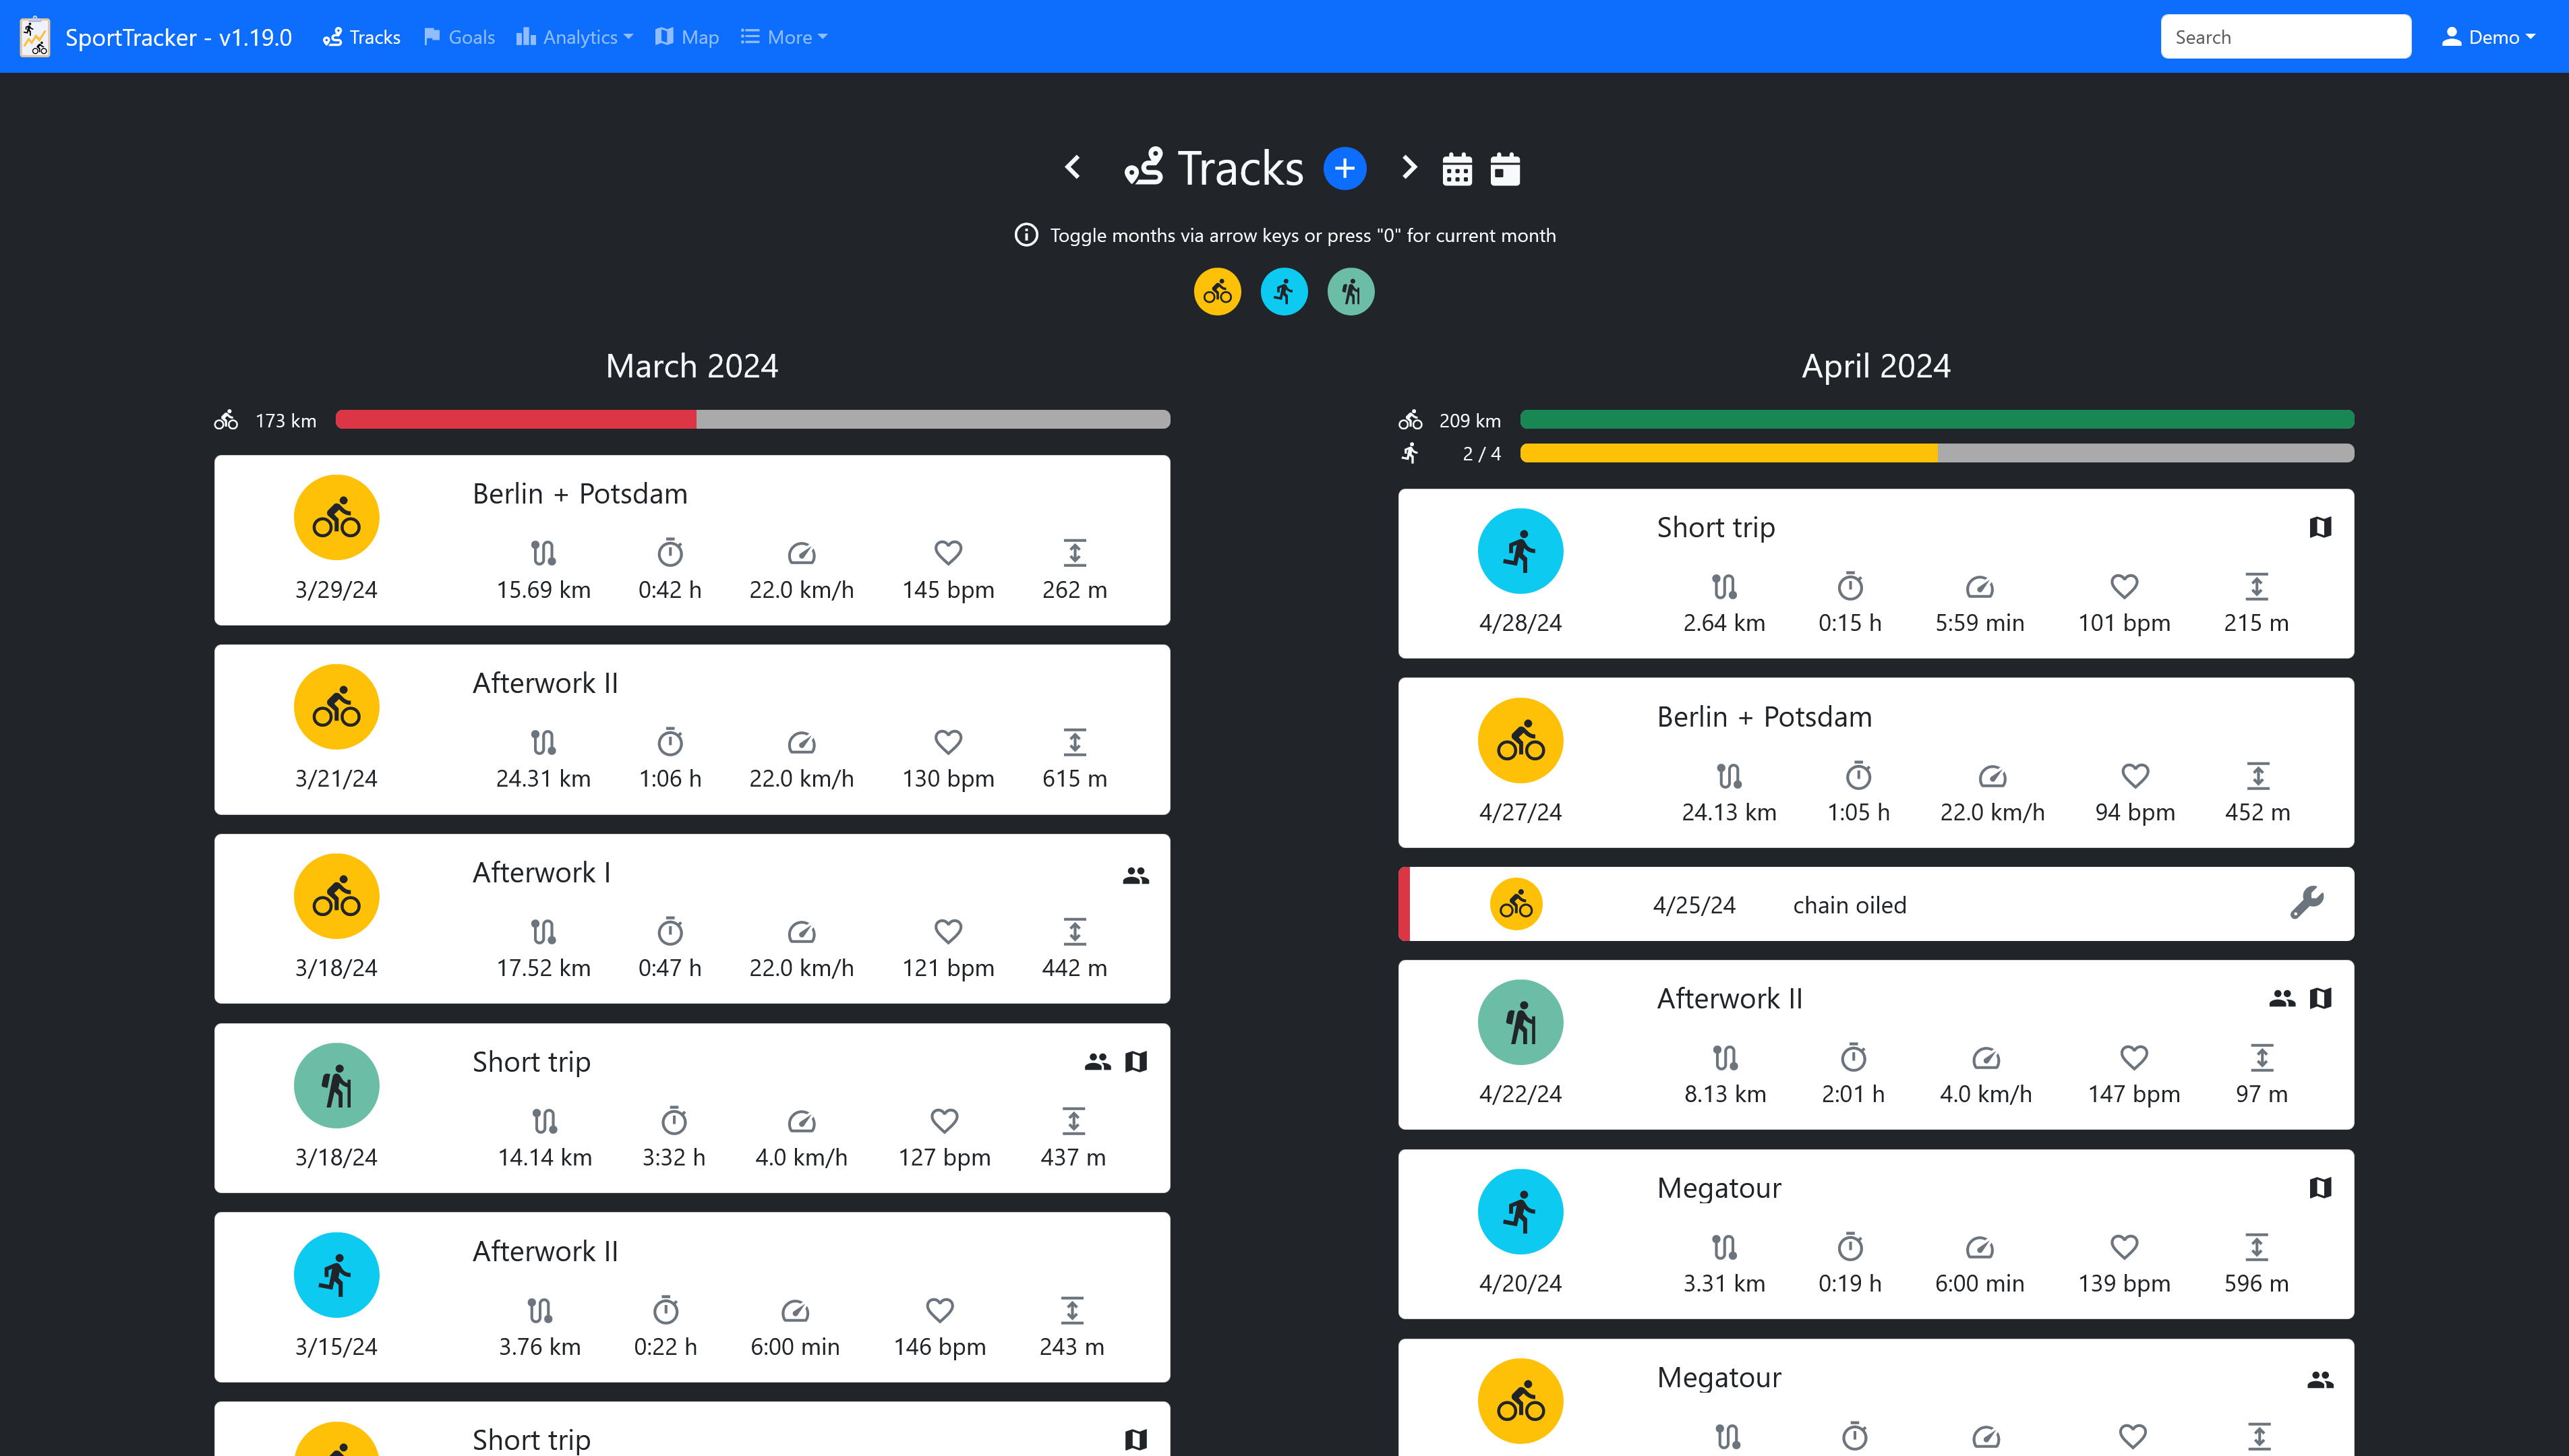 SportTracker - v1.19.0 Tracks Goals Analytics Map More Search Demo
Tracks
Toggle months via arrow keys or press "0" for current month
March 2024
173 km
Berlin + Potsdam
3/29/24 15.69 km 0:42 h 22.0 km/h 145 bpm 262 m
Afterwork II
3/21/24 24.31 km 1:06 h 22.0 km/h 130 bpm 615 m
Afterwork I
3/18/24 17.52 km 0:47 h 22.0 km/h 121 bpm 442 m
Short trip
3/18/24 14.14 km 3:32 h 4.0 km/h 127 bpm 437 m
Afterwork II
3/15/24 3.76 km 0:22 h 6:00 min 146 bpm 243 m
Short trip
April 2024
209 km
2 / 4
Short trip
4/28/24 2.64 km 0:15 h 5:59 min 101 bpm 215 m
Berlin + Potsdam
4/27/24 24.13 km 1:05 h 22.0 km/h 94 bpm 452 m
4/25/24 chain oiled
Afterwork II
4/22/24 8.13 km 2:01 h 4.0 km/h 147 bpm 97 m
Megatour
4/20/24 3.31 km 0:19 h 6:00 min 139 bpm 596 m
Megatour